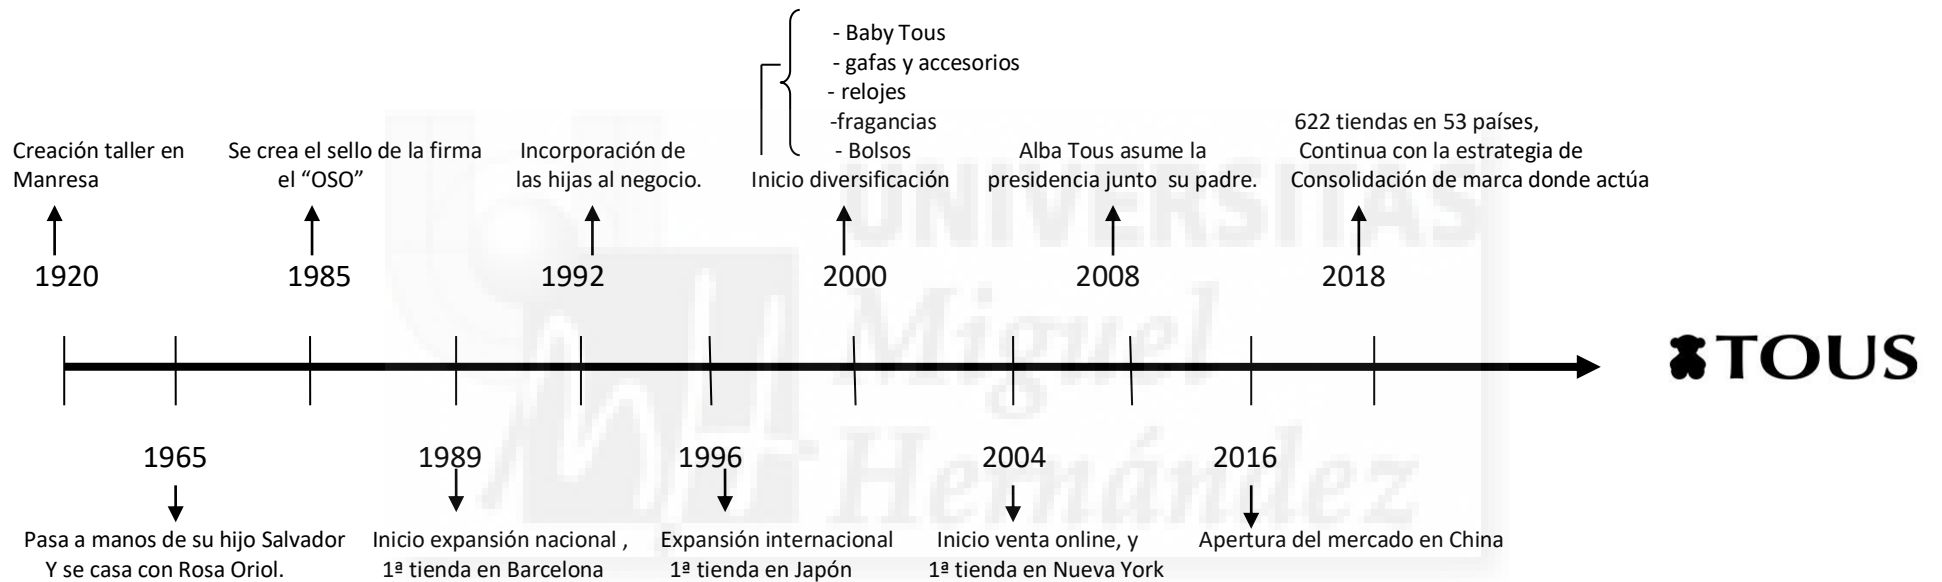 - Baby Tous
- gafas y accesorios
- relojes
-fragancias
- Bolsos
Creación taller en
Manresa
Se crea el sello de la firma
el “OSO”
Incorporación de
las hijas al negocio.
Inicio diversificación
Alba Tous asume la
presidencia junto su padre.
622 tiendas en 53 países,
Continua con la estrategia de
Consolidación de marca donde actúa
1920
1985
1992
2000
2008
2018
TOUS
1965
1989
1996
2004
2016
Pasa a manos de su hijo Salvador
Y se casa con Rosa Oriol.
Inicio expansión nacional ,
1ª tienda en Barcelona
Expansión internacional
1ª tienda en Japón
Inicio venta online, y
1ª tienda en Nueva York
Apertura del mercado en China
UNIVERSITAS
Miguel
Hernández